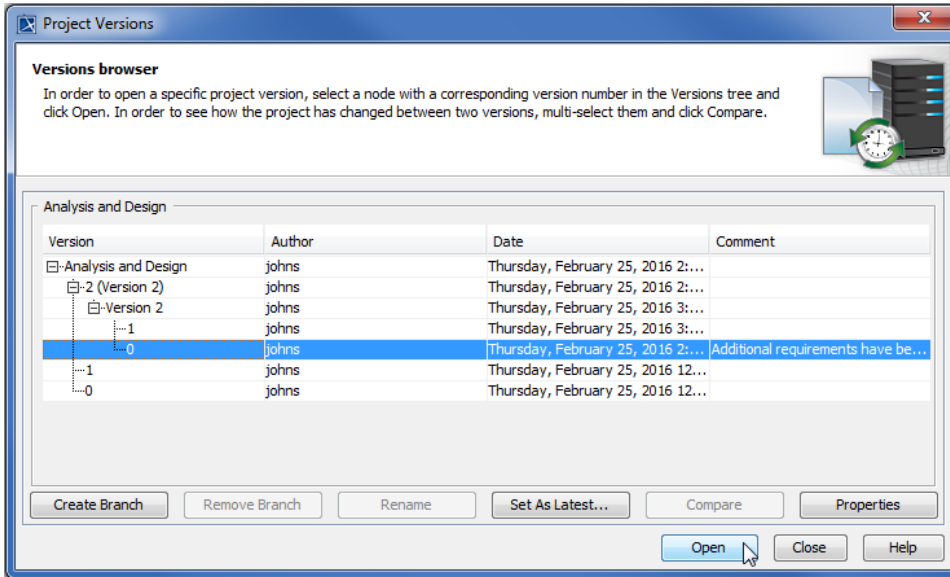 Project Versions
Versions browser
In order to open a specific project version, select a node with a corresponding version number in the Versions tree and
click Open. In order to see how the project has changed between two versions, multi-select them and click Compare.
Analysis and Design
Version Author Date Comment
Analysis and Design johns Thursday, February 25, 2016 2:...
2 (Version 2) johns Thursday, February 25, 2016 2:...
Version 2 johns Thursday, February 25, 2016 3:...
1 johns Thursday, February 25, 2016 3:...
0 johns Thursday, February 25, 2016 2:... Additional requirements have be...
1 johns Thursday, February 25, 2016 12...
0 johns Thursday, February 25, 2016 12...
Create Branch Remove Branch Rename Set As Latest... Compare Properties
Open Close Help